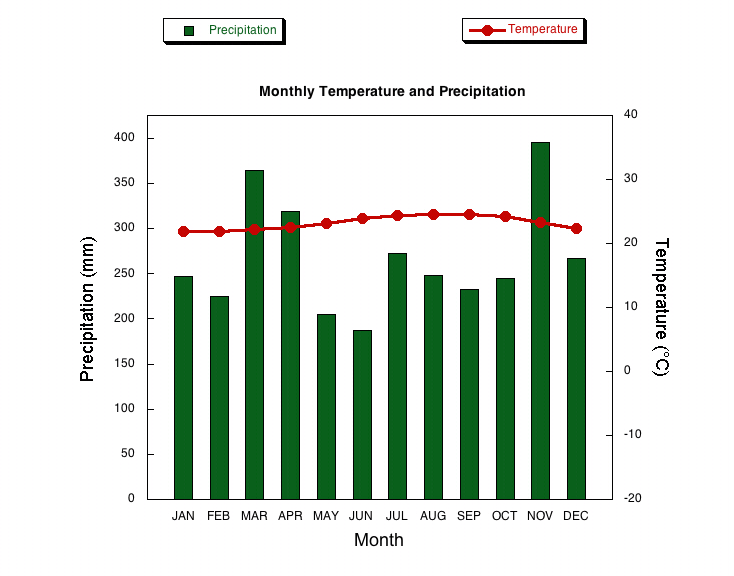 Precipitation
Temperature
Monthly Temperature and Precipitation
Precipitation (mm)
400
350
300
250
200
150
100
50
0
40
30
20
10
0
-10
-20
Temperature (°C)
JAN FEB MAR APR MAY JUN JUL AUG SEP OCT NOV DEC
Month